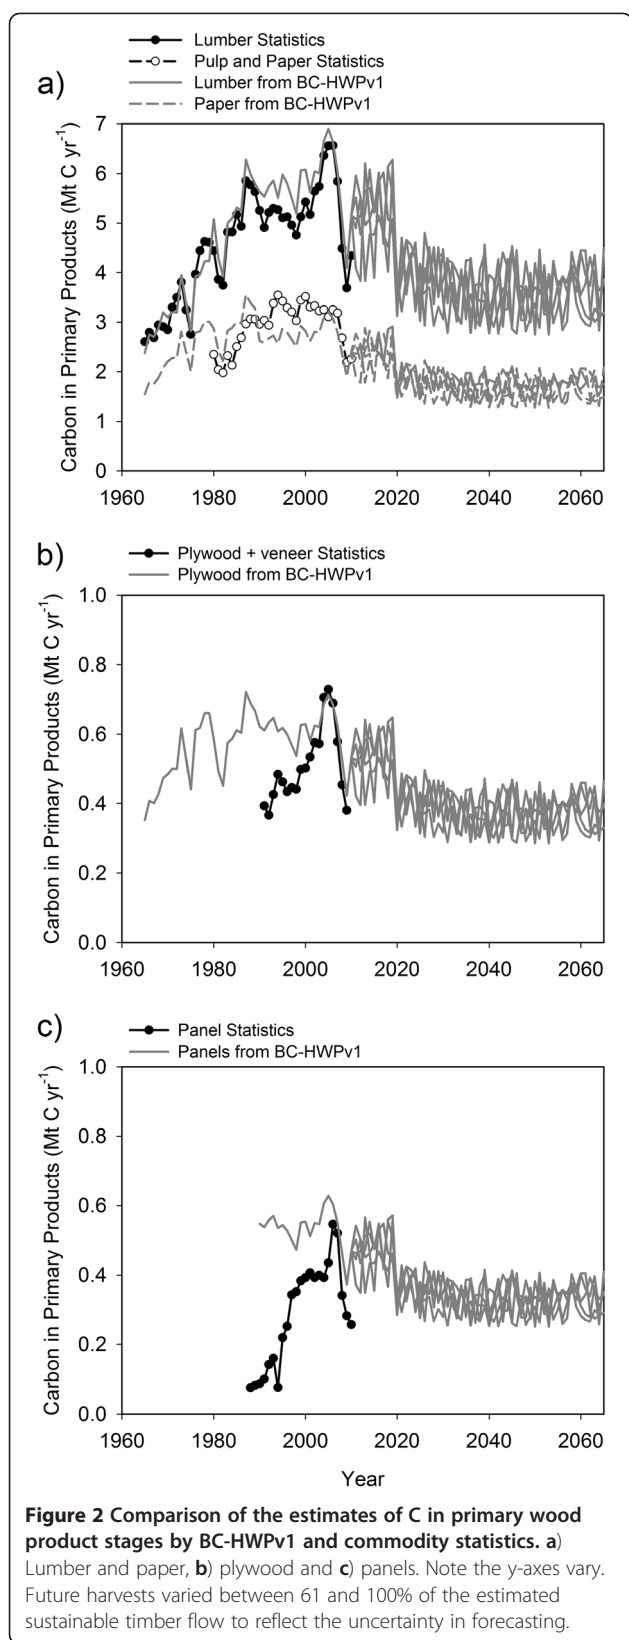 Lumber Statistics
Pulp and Paper Statistics
Lumber from BC-HWPv1
Paper from BC-HWPv1
a)
Carbon in Primary Products (Mt C yr-1)
7
6
5
4
3
2
1
0
1960 1980 2000 2020 2040 2060
b)
Plywood + veneer Statistics
Plywood from BC-HWPv1
Carbon in Primary Products (Mt C yr-1)
1.0
0.8
0.6
0.4
0.2
0.0
1960 1980 2000 2020 2040 2060
c)
Panel Statistics
Panels from BC-HWPv1
Carbon in Primary Products (Mt C yr-1)
1.0
0.8
0.6
0.4
0.2
0.0
1960 1980 2000 2020 2040 2060
Year
Figure 2 Comparison of the estimates of C in primary wood
product stages by BC-HWPv1 and commodity statistics. a)
Lumber and paper, b) plywood and c) panels. Note the y-axes vary.
Future harvests varied between 61 and 100% of the estimated
sustainable timber flow to reflect the uncertainty in forecasting.